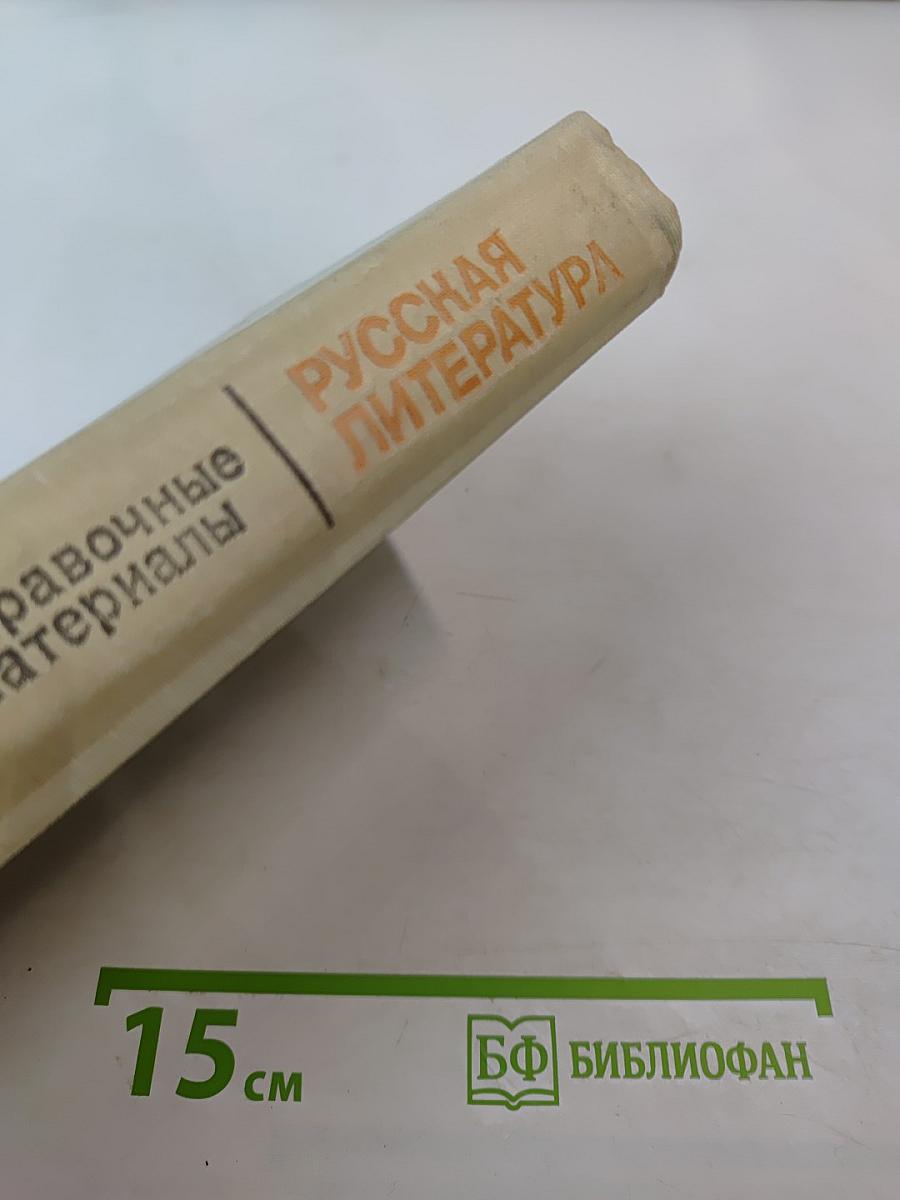 РУССКАЯ
ЛИТЕРАТУРА
равочные
атериалы
15 см
БФ БИБЛИОФАН